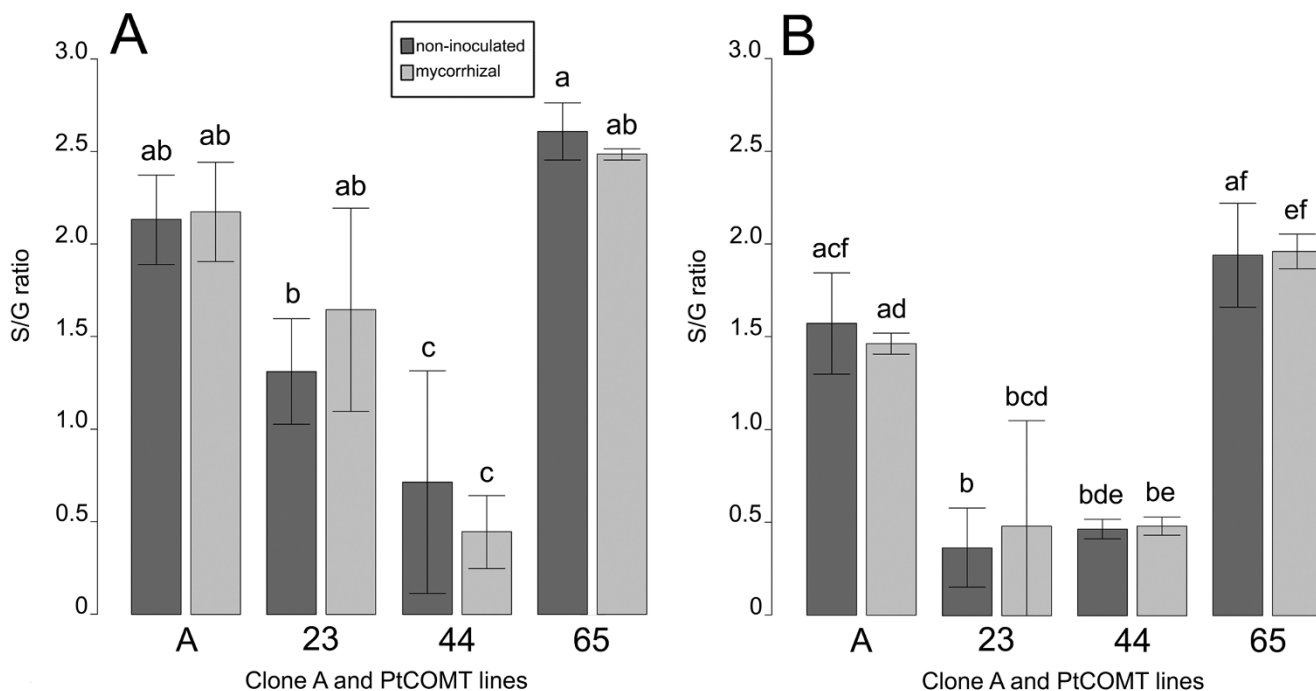 A
non-inoculated
mycorrhizal
3.0
2.5
2.0
1.5
1.0
0.5
0
S/G ratio
ab
ab
b
ab
c
c
a
ab
A
23
44
65
Clone A and PtCOMT lines
B
3.0
2.5
2.0
1.5
1.0
0.5
0
S/G ratio
acf
ad
b
bcd
bde
be
af
ef
A
23
44
65
Clone A and PtCOMT lines